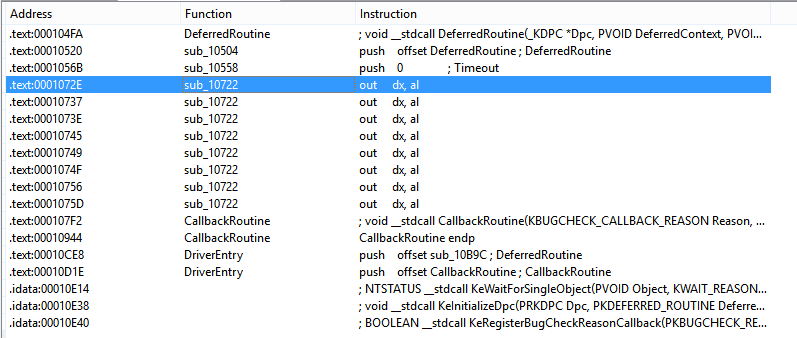 Address Function Instruction
.text:000104FA DeferredRoutine ; void __stdcall DeferredRoutine(_KDPC *Dpc, PVOID DeferredContext, PVOI...
.text:00010520 sub_10504 push offset DeferredRoutine ; DeferredRoutine
.text:0001056B sub_10558 push 0 ; Timeout
.text:0001072E sub_10722 out dx, al
.text:00010737 sub_10722 out dx, al
.text:0001073E sub_10722 out dx, al
.text:00010745 sub_10722 out dx, al
.text:00010749 sub_10722 out dx, al
.text:0001074F sub_10722 out dx, al
.text:00010756 sub_10722 out dx, al
.text:0001075D sub_10722 out dx, al
.text:000107F2 CallbackRoutine ; void __stdcall CallbackRoutine(KBUGCHECK_CALLBACK_REASON Reason, ...
.text:00010944 CallbackRoutine CallbackRoutine endp
.text:00010CE8 DriverEntry push offset sub_10B9C ; DeferredRoutine
.text:00010D1E DriverEntry push offset CallbackRoutine ; CallbackRoutine
.idata:00010E14 ; NTSTATUS __stdcall KeWaitForSingleObject(PVOID Object, KWAIT_REASON...
.idata:00010E38 ; void __stdcall KeInitializeDpc(PRKDPC Dpc, PKDEFERRED_ROUTINE Deferre...
.idata:00010E40 ; BOOLEAN __stdcall KeRegisterBugCheckReasonCallback(PKBUGCHECK_RE...